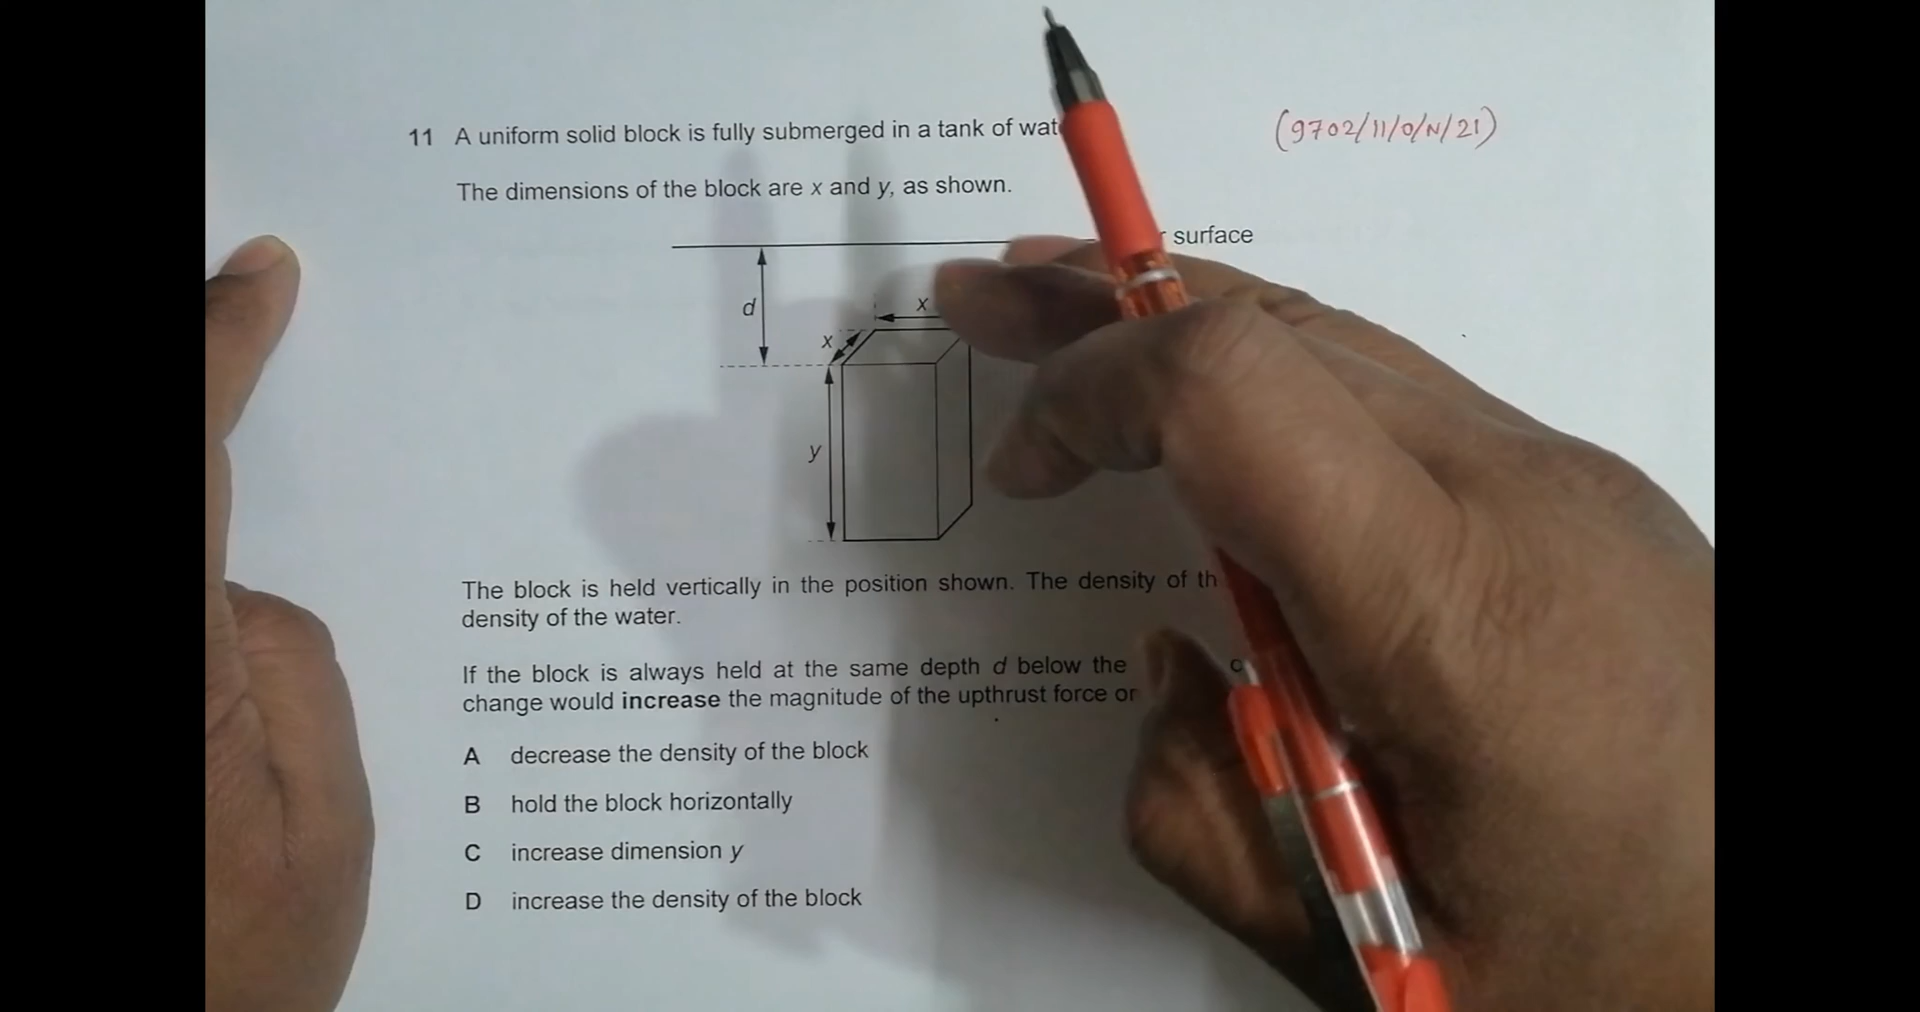 11 A uniform solid block is fully submerged in a tank of
(9702/11/O/N/21)
The dimensions of the block are x and y, as shown.
surface
d
x
x
y
The block is held vertically in the position shown. The density of
density of the water.
If the block is always held at the same depth d below the
change would increase the magnitude of the upthrust force
A decrease the density of the block
B hold the block horizontally
C increase dimension y
D increase the density of the block